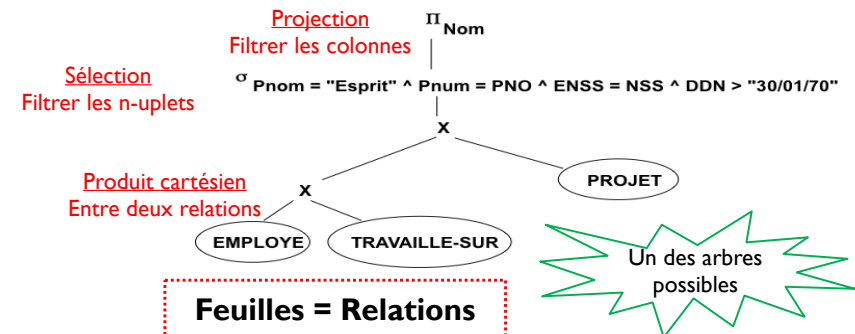 Projection
Filtrer les colonnes
Π Nom
Sélection
Filtrer les n-uplets
σ Pnom = "Esprit" ^ Pnum = PNO ^ ENSS = NSS ^ DDN > "30/01/70"
X
Produit cartésien
Entre deux relations
X
PROJET
EMPLOYE
TRAVAILLE-SUR
Un des arbres
possibles
Feuilles = Relations